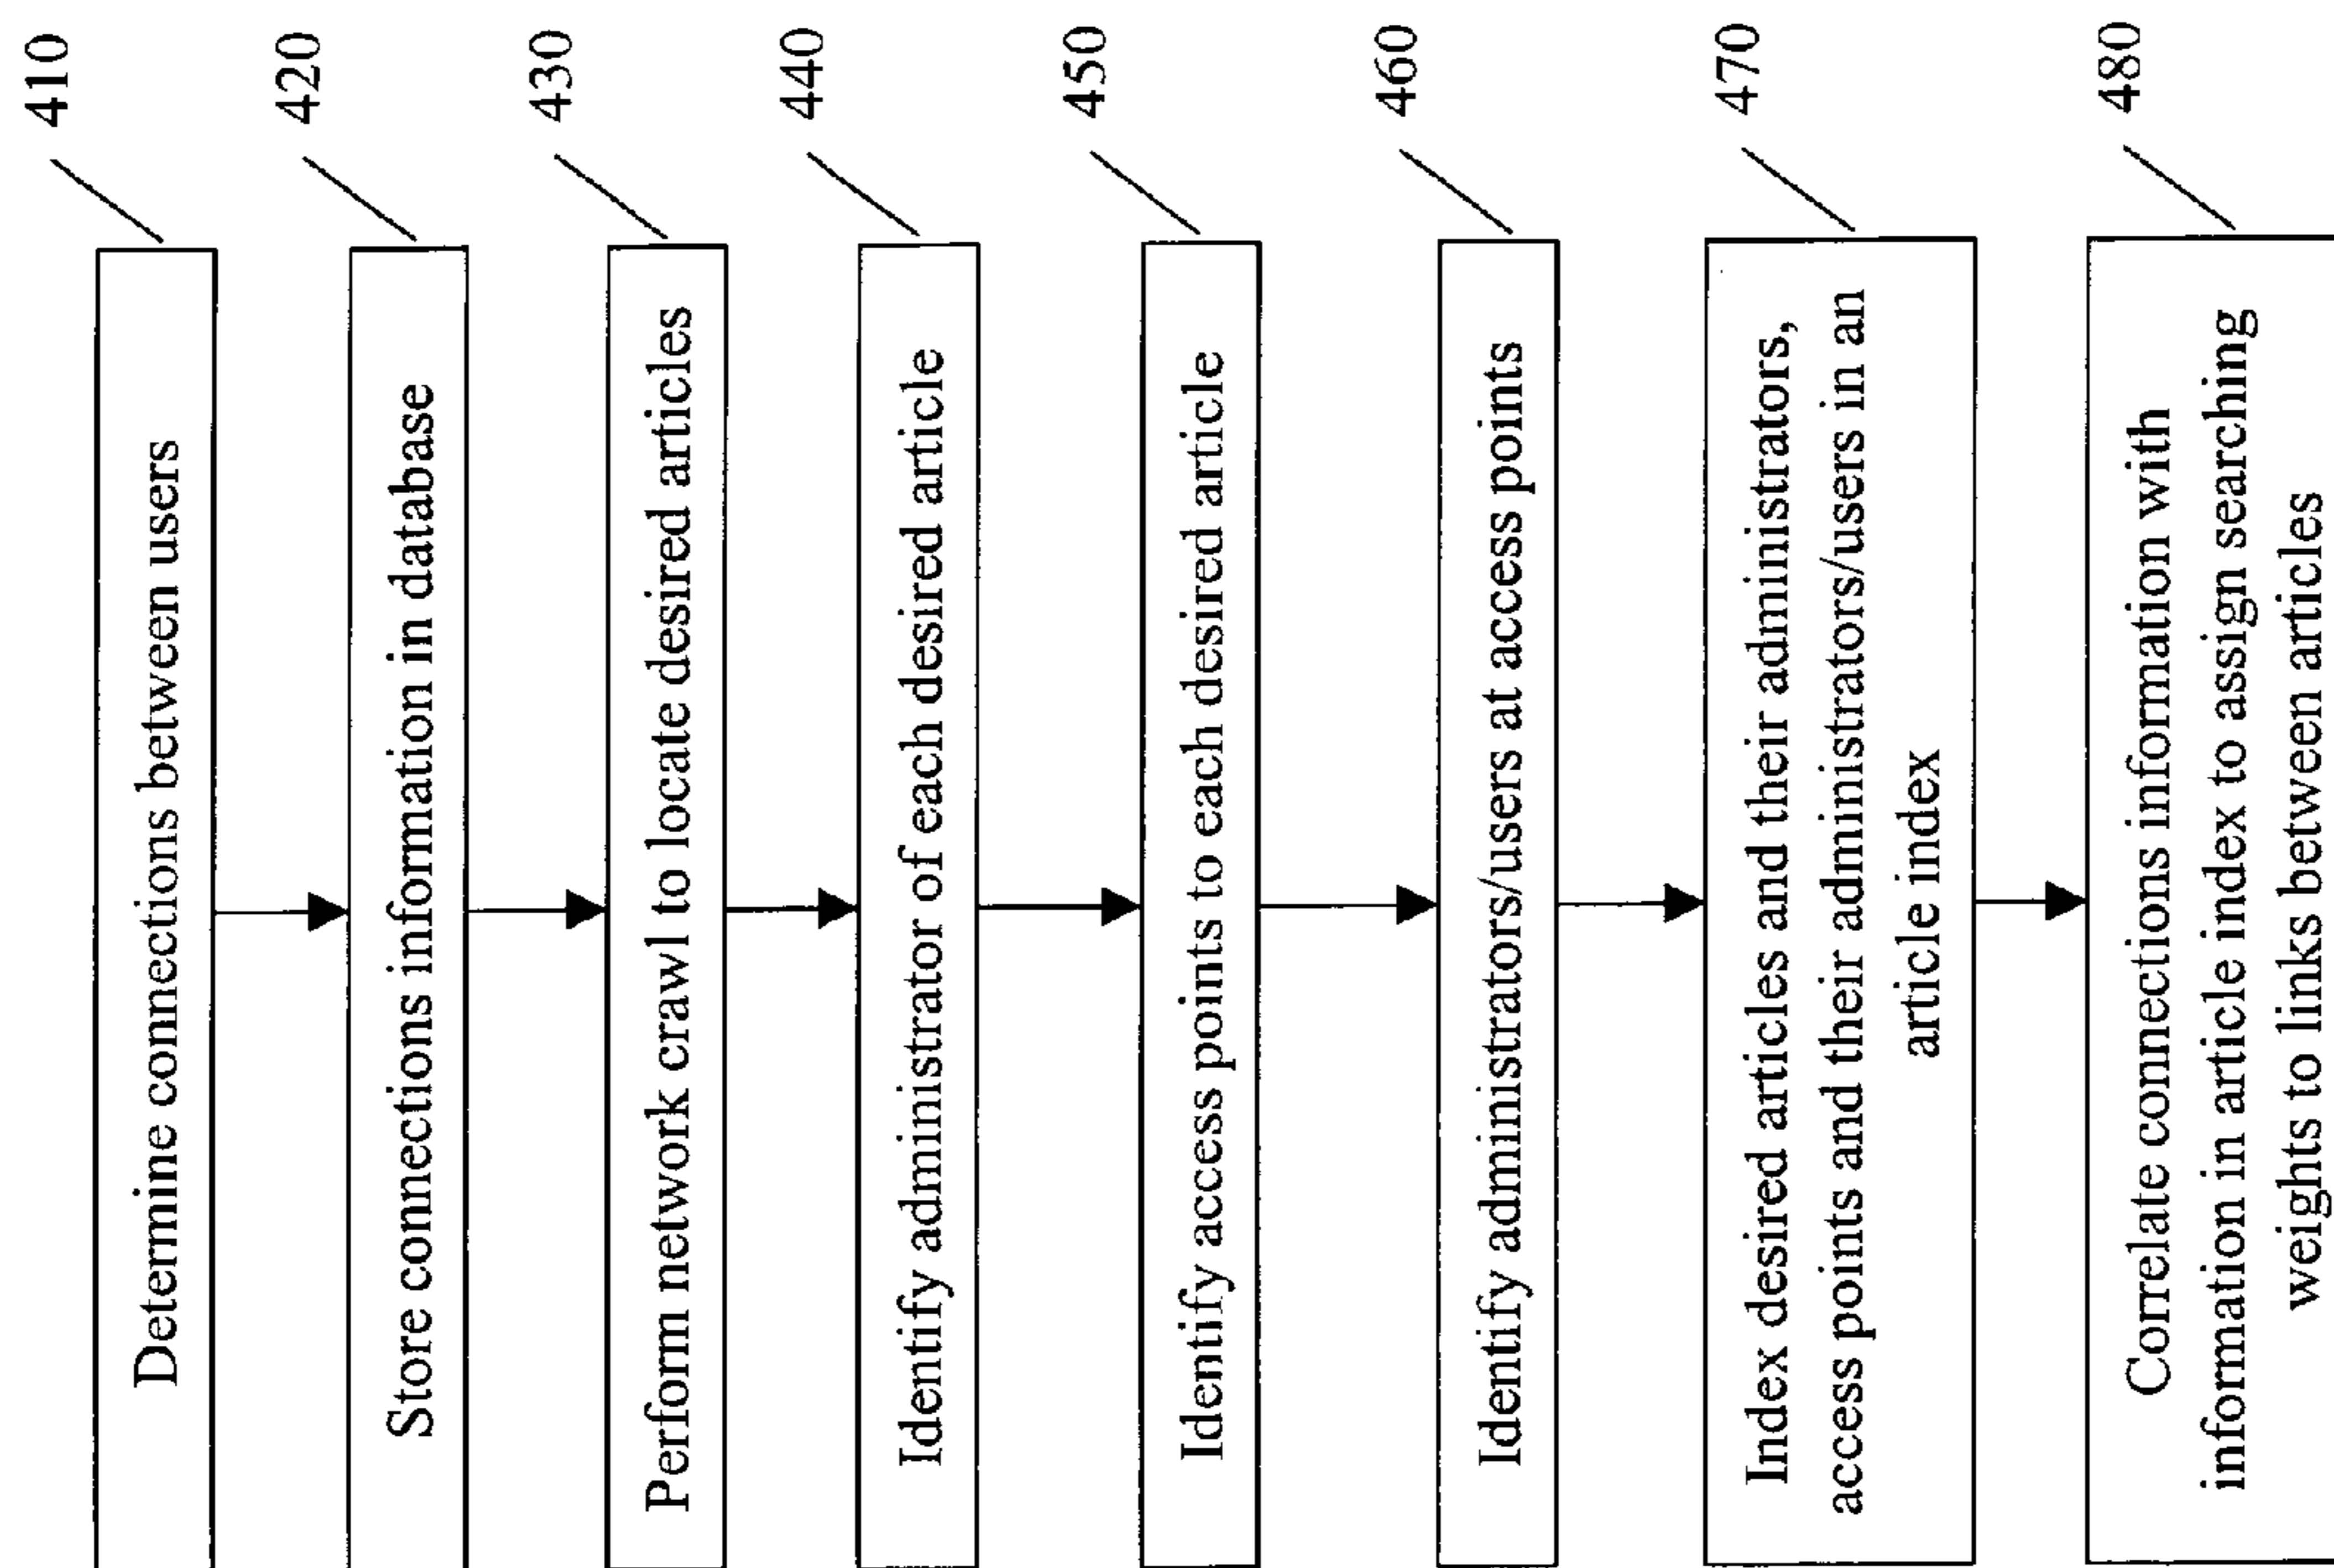 410
Determine connections between users
420
Store connections information in database
430
Perform network crawl to locate desired articles
440
Identify administrator of each desired article
450
Identify access points to each desired article
460
Identify administrators/users at access points
470
Index desired articles and their administrators,
access points and their administrators/users in an
article index
480
Correlate connections information with
information in article index to assign searching
weights to links between articles